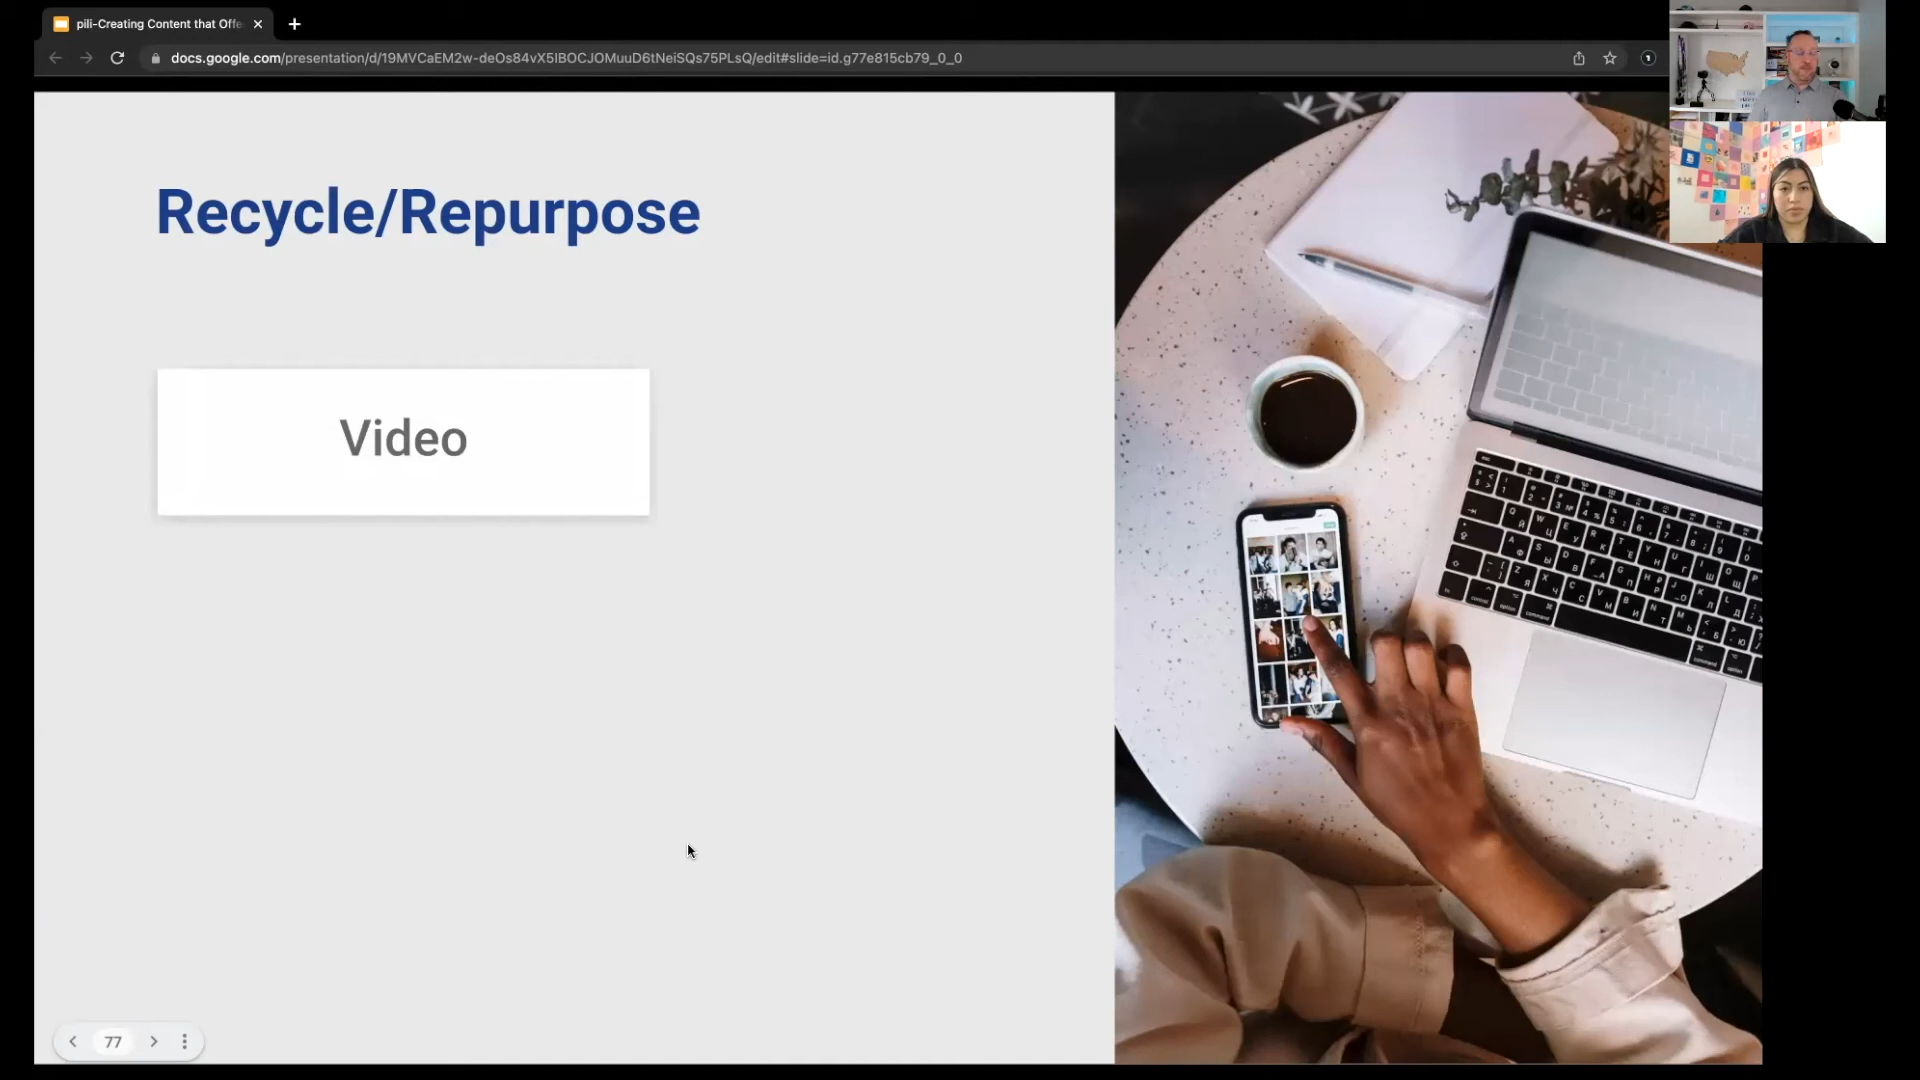 pili-Creating Content that Offe
docs.google.com/presentation/d/19MVCaEM2w-deOs84vX5IBOCJOMuuD6tNeiSQs75PLsQ/edit#slide=id.g77e815cb79_0_0
Recycle/Repurpose
Video
77